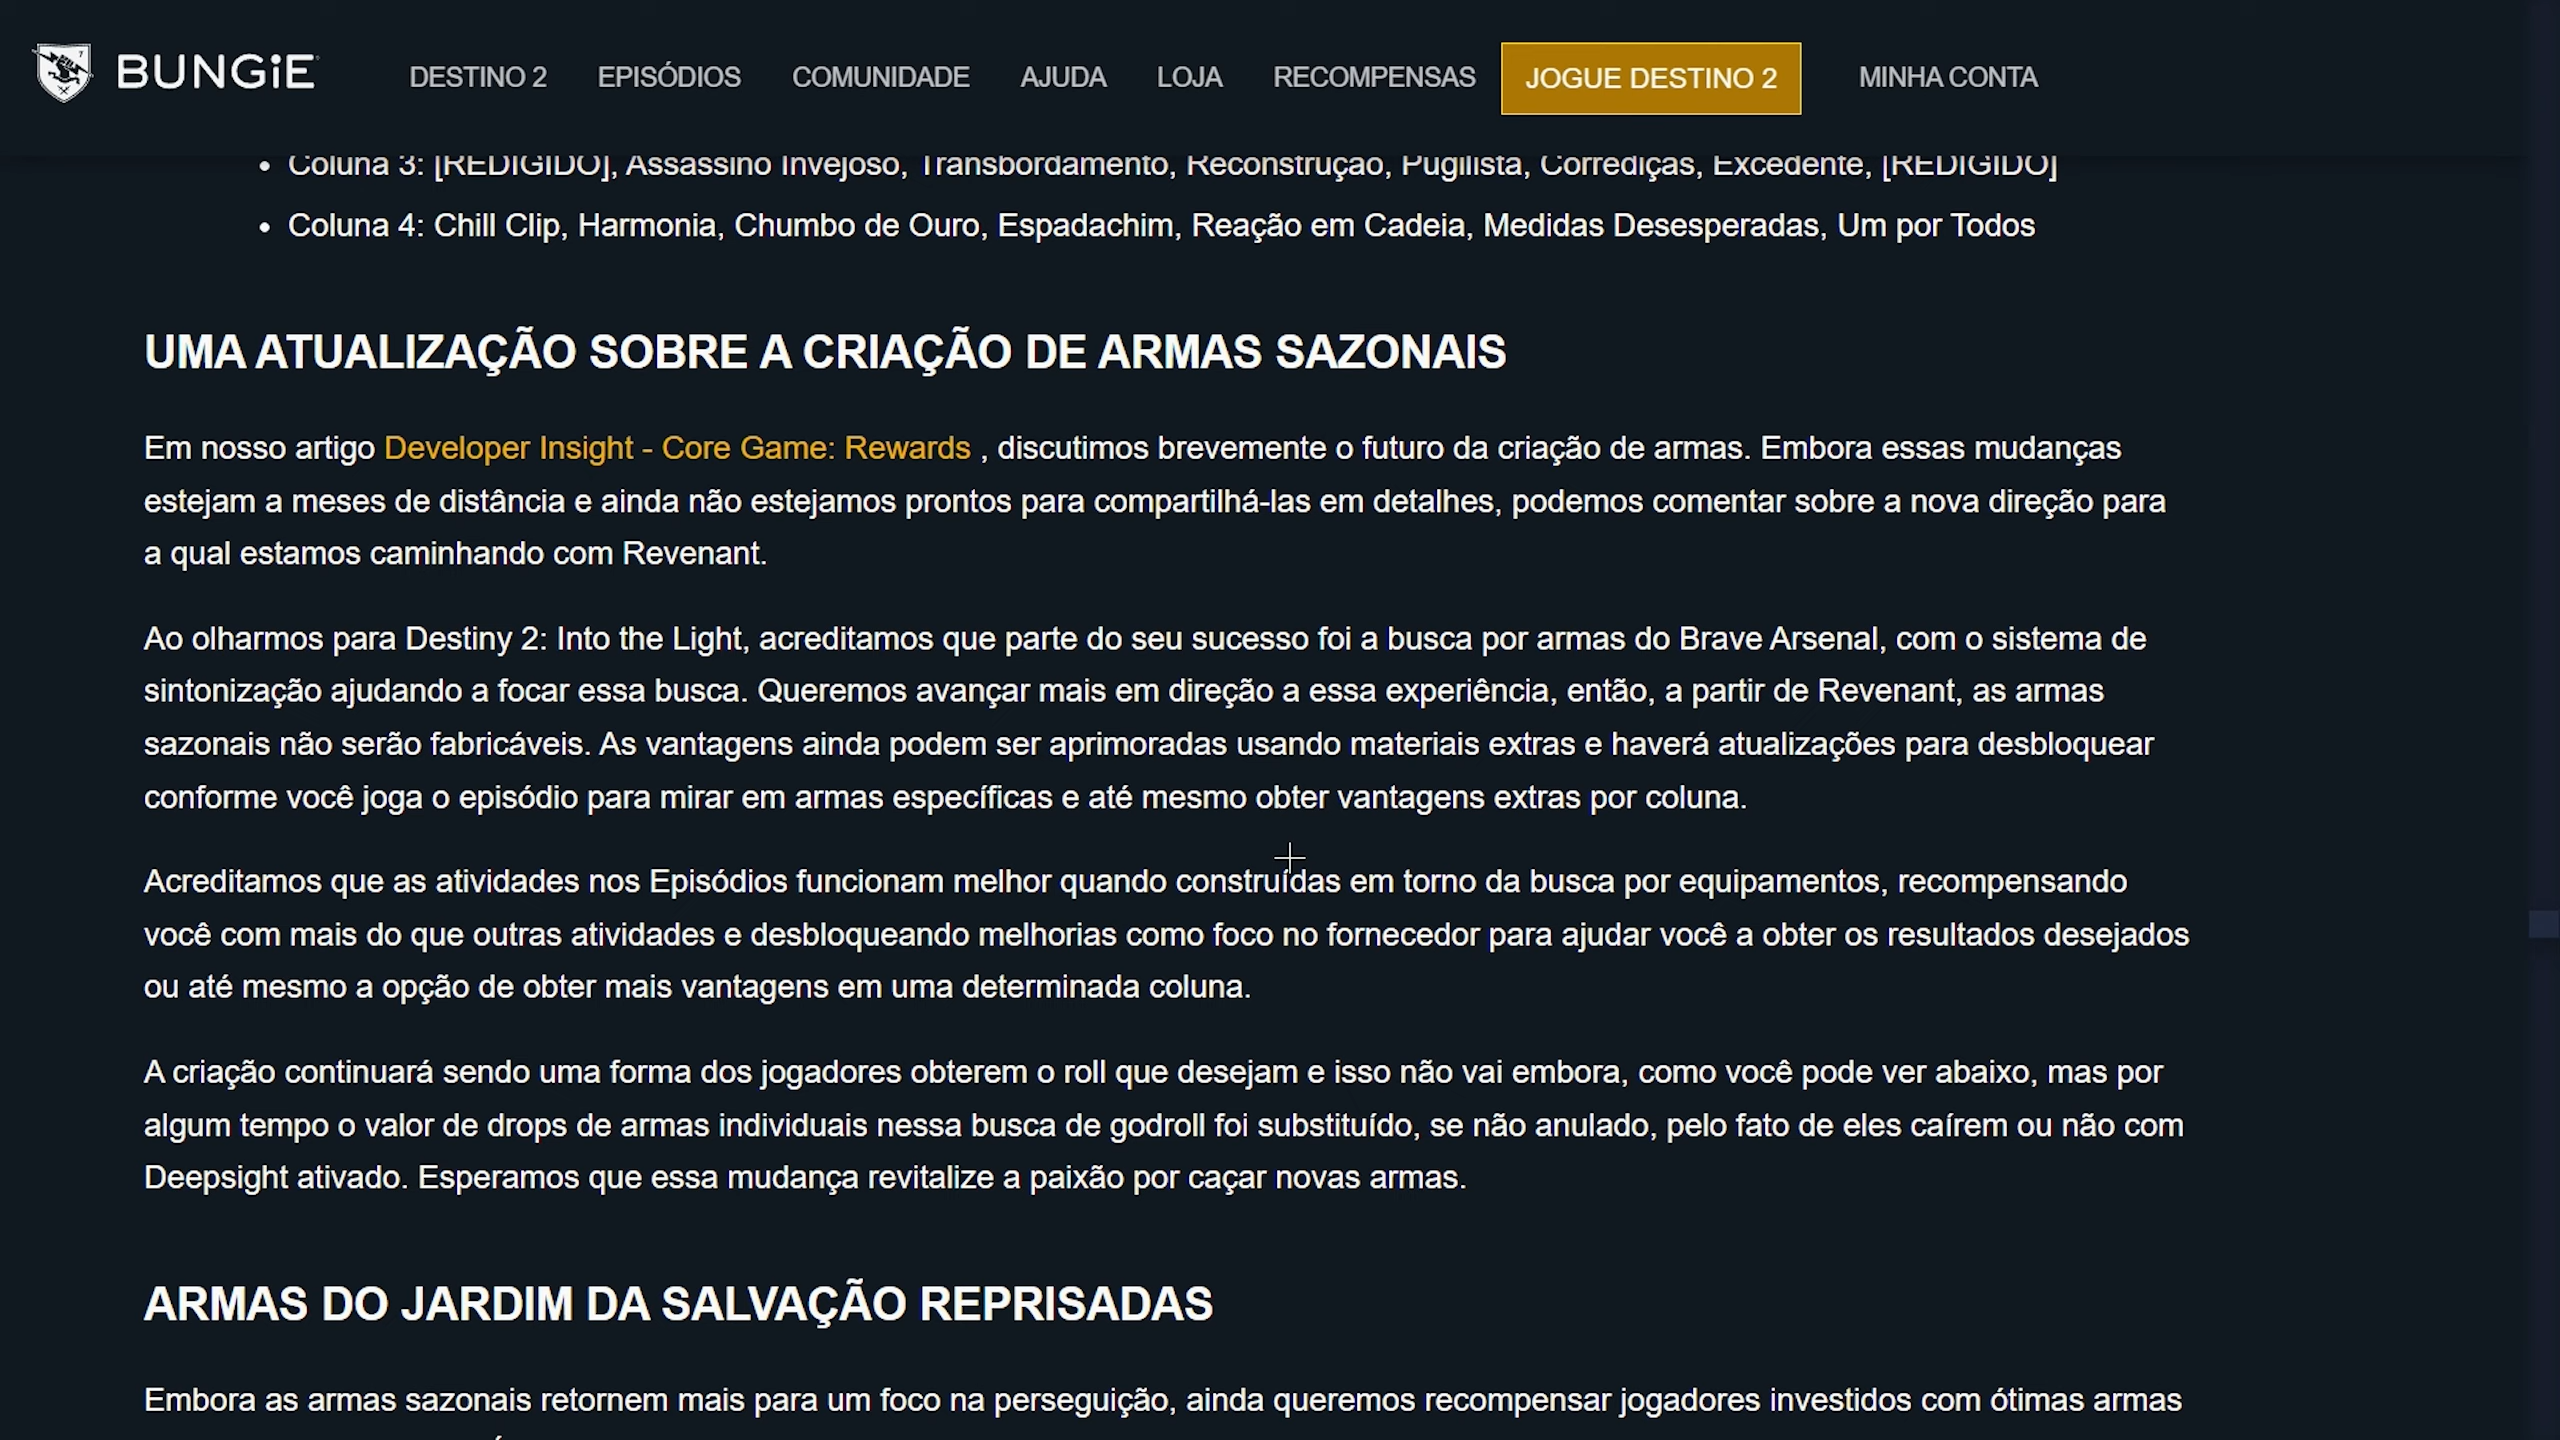 BUNGiE
DESTINO 2 EPISÓDIOS COMUNIDADE AJUDA LOJA RECOMPENSAS JOGUE DESTINO 2 MINHA CONTA
• Coluna 3: [REDIGIDO], Assassino Invejoso, Transbordamento, Reconstrução, Pugilista, Corrediças, Excedente, [REDIGIDO]
• Coluna 4: Chill Clip, Harmonia, Chumbo de Ouro, Espadachim, Reação em Cadeia, Medidas Desesperadas, Um por Todos
UMA ATUALIZAÇÃO SOBRE A CRIAÇÃO DE ARMAS SAZONAIS
Em nosso artigo Developer Insight - Core Game: Rewards , discutimos brevemente o futuro da criação de armas. Embora essas mudanças
estejam a meses de distância e ainda não estejamos prontos para compartilhá-las em detalhes, podemos comentar sobre a nova direção para
a qual estamos caminhando com Revenant.
Ao olharmos para Destiny 2: Into the Light, acreditamos que parte do seu sucesso foi a busca por armas do Brave Arsenal, com o sistema de
sintonização ajudando a focar essa busca. Queremos avançar mais em direção a essa experiência, então, a partir de Revenant, as armas
sazonais não serão fabricáveis. As vantagens ainda podem ser aprimoradas usando materiais extras e haverá atualizações para desbloquear
conforme você joga o episódio para mirar em armas específicas e até mesmo obter vantagens extras por coluna.
Acreditamos que as atividades nos Episódios funcionam melhor quando construídas em torno da busca por equipamentos, recompensando
você com mais do que outras atividades e desbloqueando melhorias como foco no fornecedor para ajudar você a obter os resultados desejados
ou até mesmo a opção de obter mais vantagens em uma determinada coluna.
A criação continuará sendo uma forma dos jogadores obterem o roll que desejam e isso não vai embora, como você pode ver abaixo, mas por
algum tempo o valor de drops de armas individuais nessa busca de godroll foi substituído, se não anulado, pelo fato de eles caírem ou não com
Deepsight ativado. Esperamos que essa mudança revitalize a paixão por caçar novas armas.
ARMAS DO JARDIM DA SALVAÇÃO REPRISADAS
Embora as armas sazonais retornem mais para um foco na perseguição, ainda queremos recompensar jogadores investidos com ótimas armas